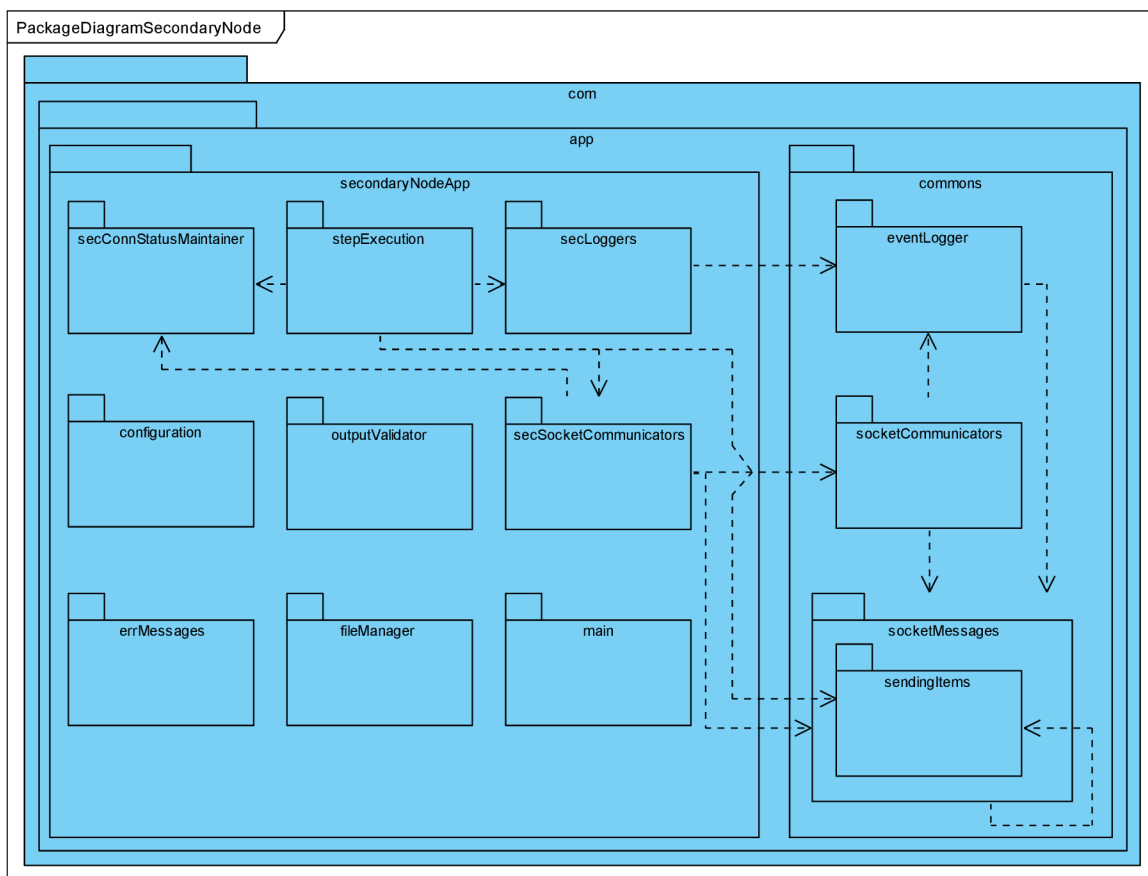 PackageDiagramSecondaryNode
com
app
secondaryNodeApp
commons
secConnStatusMaintainer
stepExecution
secLoggers
eventLogger
configuration
outputValidator
secSocketCommunicators
socketCommunicators
errMessages
fileManager
main
socketMessages
sendingItems